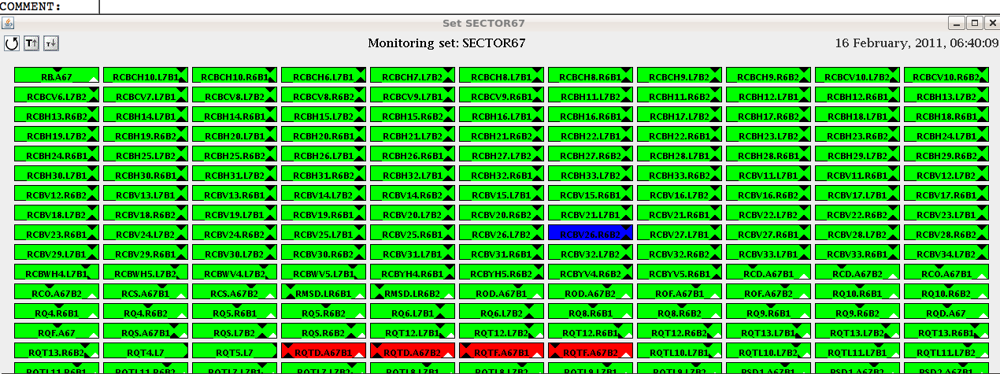 COMMENT:
Set SECTOR67
T↑ T↓ Monitoring set: SECTOR67 16 February, 2011, 06:40:09
RB.A67 RCBCH10.L7B1 RCBCH10.R6B2 RCBCH6.L7B1 RCBCH7.L7B2 RCBCH8.L7B1 RCBCH8.R6B1 RCBCH9.L7B2 RCBCH9.R6B2 RCBCV10.L7B2 RCBCV10.R6B2
RCBCV6.L7B2 RCBCV7.L7B1 RCBCV8.L7B2 RCBCV8.R6B2 RCBCV9.L7B1 RCBCV9.R6B1 RCBH11.L7B2 RCBH11.R6B2 RCBH12.L7B1 RCBH12.R6B1 RCBH13.L7B2
RCBH13.R6B2 RCBH14.L7B1 RCBH14.R6B1 RCBH15.L7B2 RCBH15.R6B2 RCBH16.L7B1 RCBH16.R6B1 RCBH17.L7B2 RCBH17.R6B2 RCBH18.L7B1 RCBH18.R6B1
RCBH19.L7B2 RCBH19.R6B2 RCBH20.L7B1 RCBH20.R6B1 RCBH21.L7B2 RCBH21.R6B2 RCBH22.L7B1 RCBH22.R6B1 RCBH23.L7B2 RCBH23.R6B2 RCBH24.L7B1
RCBH24.R6B1 RCBH25.L7B2 RCBH25.R6B2 RCBH26.L7B1 RCBH26.R6B1 RCBH27.L7B2 RCBH27.R6B2 RCBH28.L7B1 RCBH28.R6B1 RCBH29.L7B2 RCBH29.R6B2
RCBH30.L7B1 RCBH30.R6B1 RCBH31.L7B2 RCBH31.R6B2 RCBH32.L7B1 RCBH32.R6B1 RCBH33.L7B2 RCBH33.R6B2 RCBV11.L7B1 RCBV11.R6B1 RCBV12.L7B2
RCBV12.R6B2 RCBV13.L7B1 RCBV13.R6B1 RCBV14.L7B2 RCBV14.R6B2 RCBV15.L7B1 RCBV15.R6B1 RCBV16.L7B2 RCBV16.R6B2 RCBV17.L7B1 RCBV17.R6B1
RCBV18.L7B2 RCBV18.R6B2 RCBV19.L7B1 RCBV19.R6B1 RCBV20.L7B2 RCBV20.R6B2 RCBV21.L7B1 RCBV21.R6B1 RCBV22.L7B2 RCBV22.R6B2 RCBV23.L7B1
RCBV23.R6B1 RCBV24.L7B2 RCBV24.R6B2 RCBV25.L7B1 RCBV25.R6B1 RCBV26.L7B2 RCBV26.R6B2 RCBV27.L7B1 RCBV27.R6B1 RCBV28.L7B2 RCBV28.R6B2
RCBV29.L7B1 RCBV29.R6B1 RCBV30.L7B2 RCBV30.R6B2 RCBV31.L7B1 RCBV31.R6B1 RCBV32.L7B2 RCBV32.R6B2 RCBV33.L7B1 RCBV33.R6B1 RCBV34.L7B2
RCBWH4.L7B1 RCBWH5.L7B2 RCBWV4.L7B2 RCBWV5.L7B1 RCBYH4.R6B1 RCBYH5.R6B2 RCBYV4.R6B2 RCBYV5.R6B1 RCD.A67B1 RCD.A67B2 RCO.A67B1
RCO.A67B2 RCS.A67B1 RCS.A67B2 RMSD.LR6B1 RMSD.LR6B2 ROD.A67B1 ROD.A67B2 ROF.A67B1 ROF.A67B2 RQ10.R6B1 RQ10.R6B2
RQ4.R6B1 RQ4.R6B2 RQ5.R6B1 RQ5.R6B2 RQ6.L7B1 RQ6.L7B2 RQ8.R6B1 RQ8.R6B2 RQ9.R6B1 RQ9.R6B2 RQD.A67
RQF.A67 RQS.A67B1 RQS.L7B2 RQS.R6B2 RQT12.L7B1 RQT12.L7B2 RQT12.R6B1 RQT12.R6B2 RQT13.L7B1 RQT13.L7B2 RQT13.R6B1
RQT13.R6B2 RQT4.L7 RQT5.L7 RQTD.A67B1 RQTD.A67B2 RQTF.A67B1 RQTF.A67B2 RQTL10.L7B1 RQTL10.L7B2 RQTL11.L7B1 RQTL11.L7B2
RQTL11.R6B1 RQTL11.R6B2 RQTL7.L7B1 RQTL7.L7B2 RQTL8.L7B1 RQTL8.L7B2 RQTL9.L7B1 RQTL9.L7B2 RSD1.A67B1 RSD1.A67B2 RSD2.A67B1